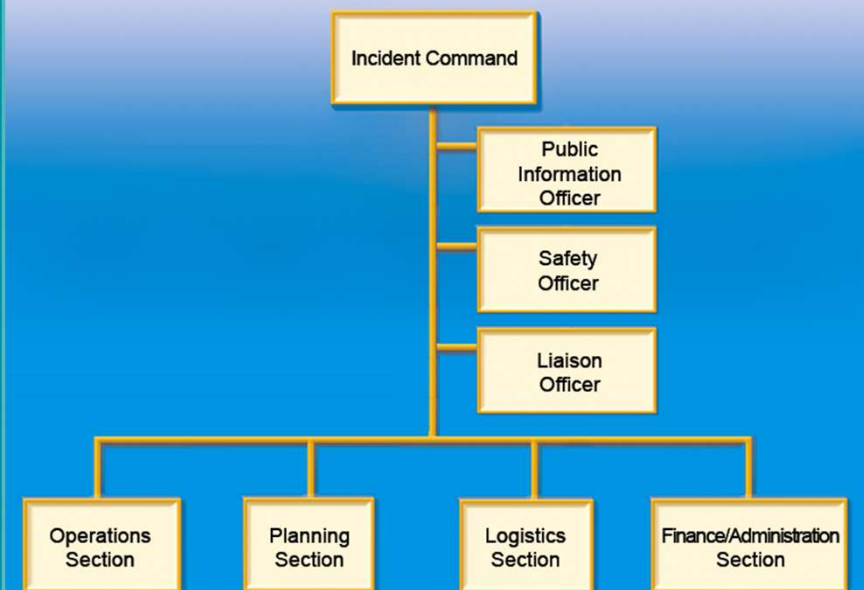 Incident Command
Public
Information
Officer
Safety
Officer
Liaison
Officer
Operations
Section
Planning
Section
Logistics
Section
Finance/Administration
Section